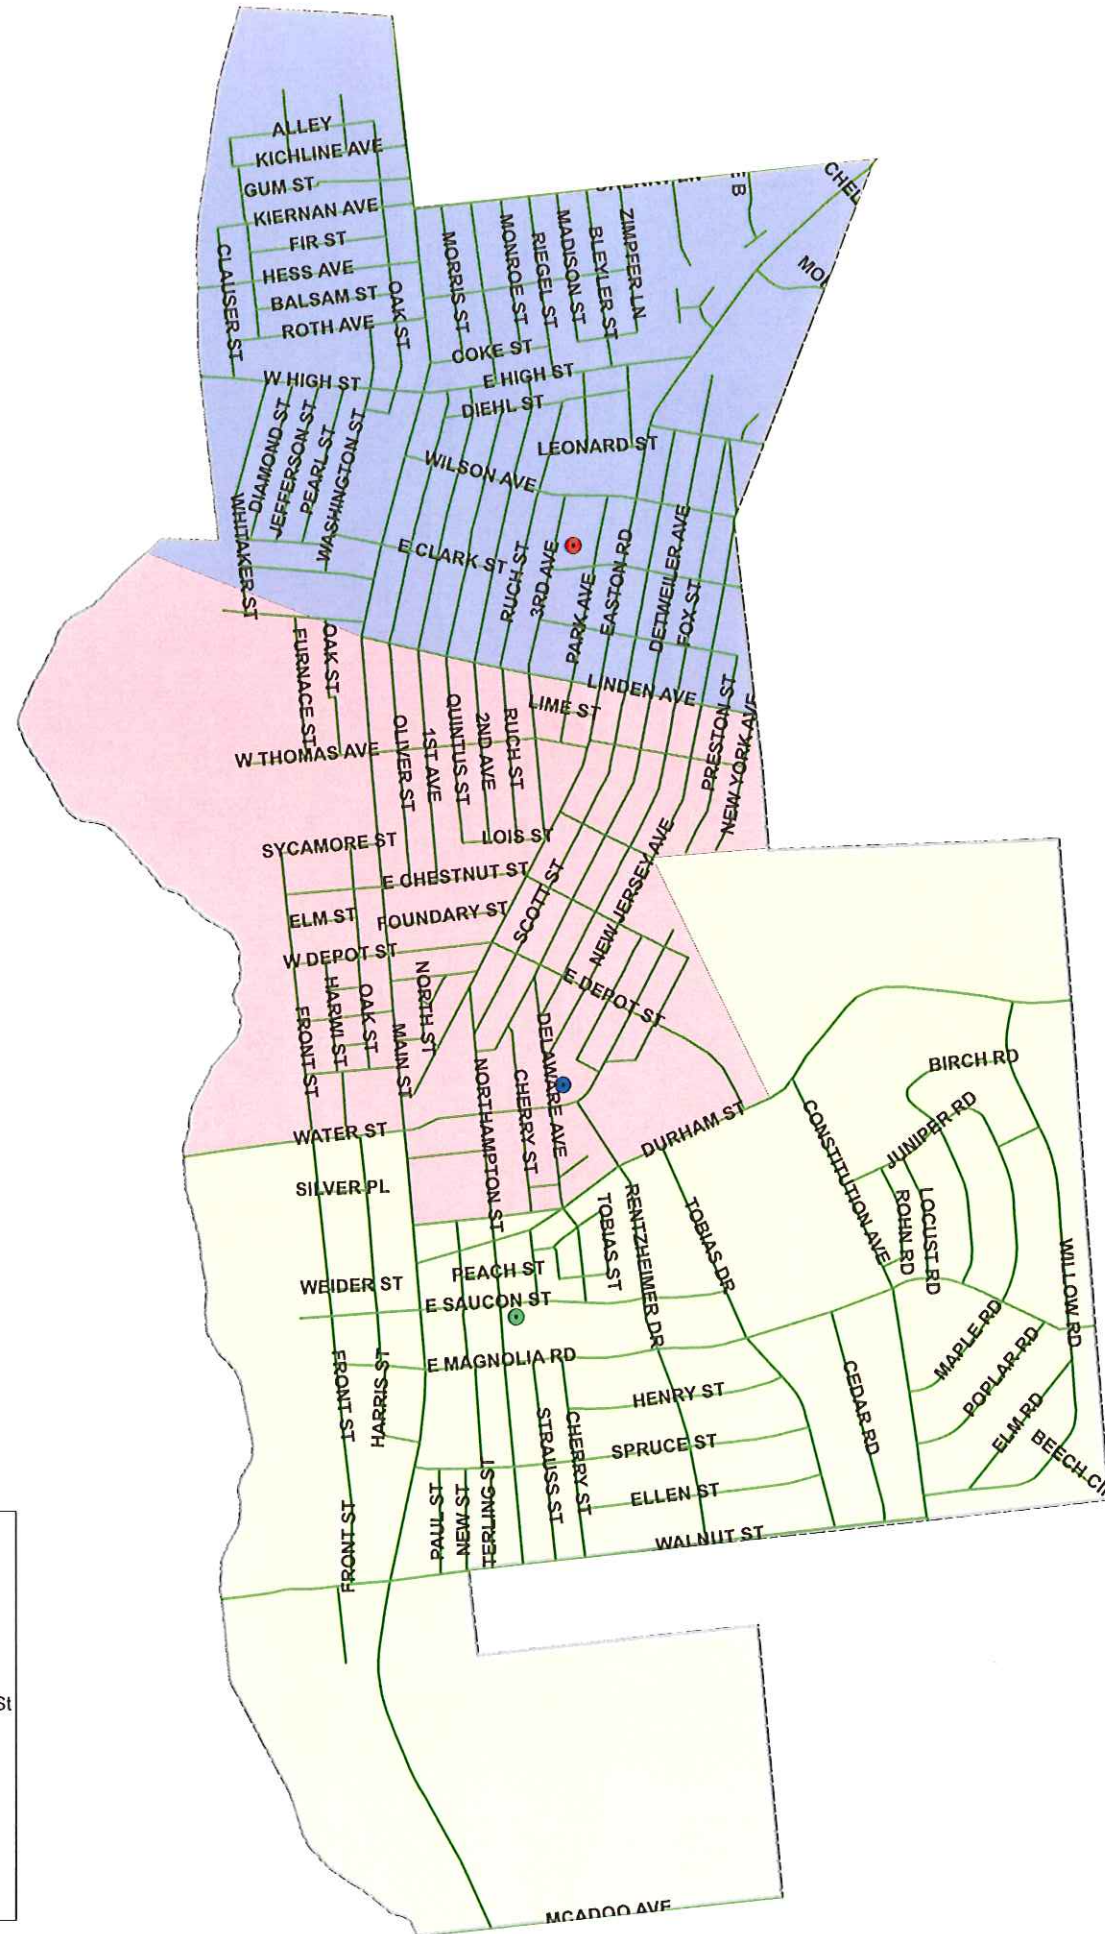 ALLEY
KICHLINE AVE
GUM ST
KIERNAN AVE
FIR ST
HESS AVE
BALSAM ST
ROTH AVE
CLAUSER ST
OAK ST
MORRIS ST
MONROE ST
RIEGEL ST
MADISON ST
BLEYLER ST
ZIMPFER LN
E B
CHEL
COKE ST
W HIGH ST
E HIGH ST
DIEHL ST
LEONARD ST
DIAMOND ST
JEFFERSON ST
PEARL ST
WASHINGTON ST
WILSON AVE
WHITAKER ST
E CLARK ST
RUCH ST
3RD AVE
PARK AVE
EASTON RD
DETWEILER AVE
FOX ST
FURNACE ST
OAK ST
LINDEN AVE
LIME ST
PRESTON ST
NEW YORK AVE
W THOMAS AVE
OLIVER ST
1ST AVE
QUINTUS ST
2ND AVE
RUCH ST
SYCAMORE ST
LOIS ST
E CHESTNUT ST
SCOTT ST
NEW JERSEY AVE
ELM ST
FOUNDARY ST
W DEPOT ST
E DEPOT ST
HARWI ST
OAK ST
NORTH ST
FRONT ST
MAIN ST
NORTHAMPTON ST
CHERRY ST
DELAWARE AVE
BIRCH RD
JUNIPER RD
WATER ST
DURHAM ST
CONSTITUTION AVE
SILVER PL
TOBIAS ST
RENTZHEIMER DR
TOBIAS DR
ROHN RD
LOCUST RD
WILLOW RD
WEIDER ST
PEACH ST
E SAUCON ST
E MAGNOLIA RD
MAPLE RD
POPLAR RD
FRONT ST
HARRIS ST
HENRY ST
CEDAR RD
ELM RD
STRAUSS ST
CHERRY ST
SPRUCE ST
BEECH CI
PAUL ST
NEW ST
TERLING ST
ELLEN ST
FRONT ST
WALNUT ST
St
MCADOO AVE